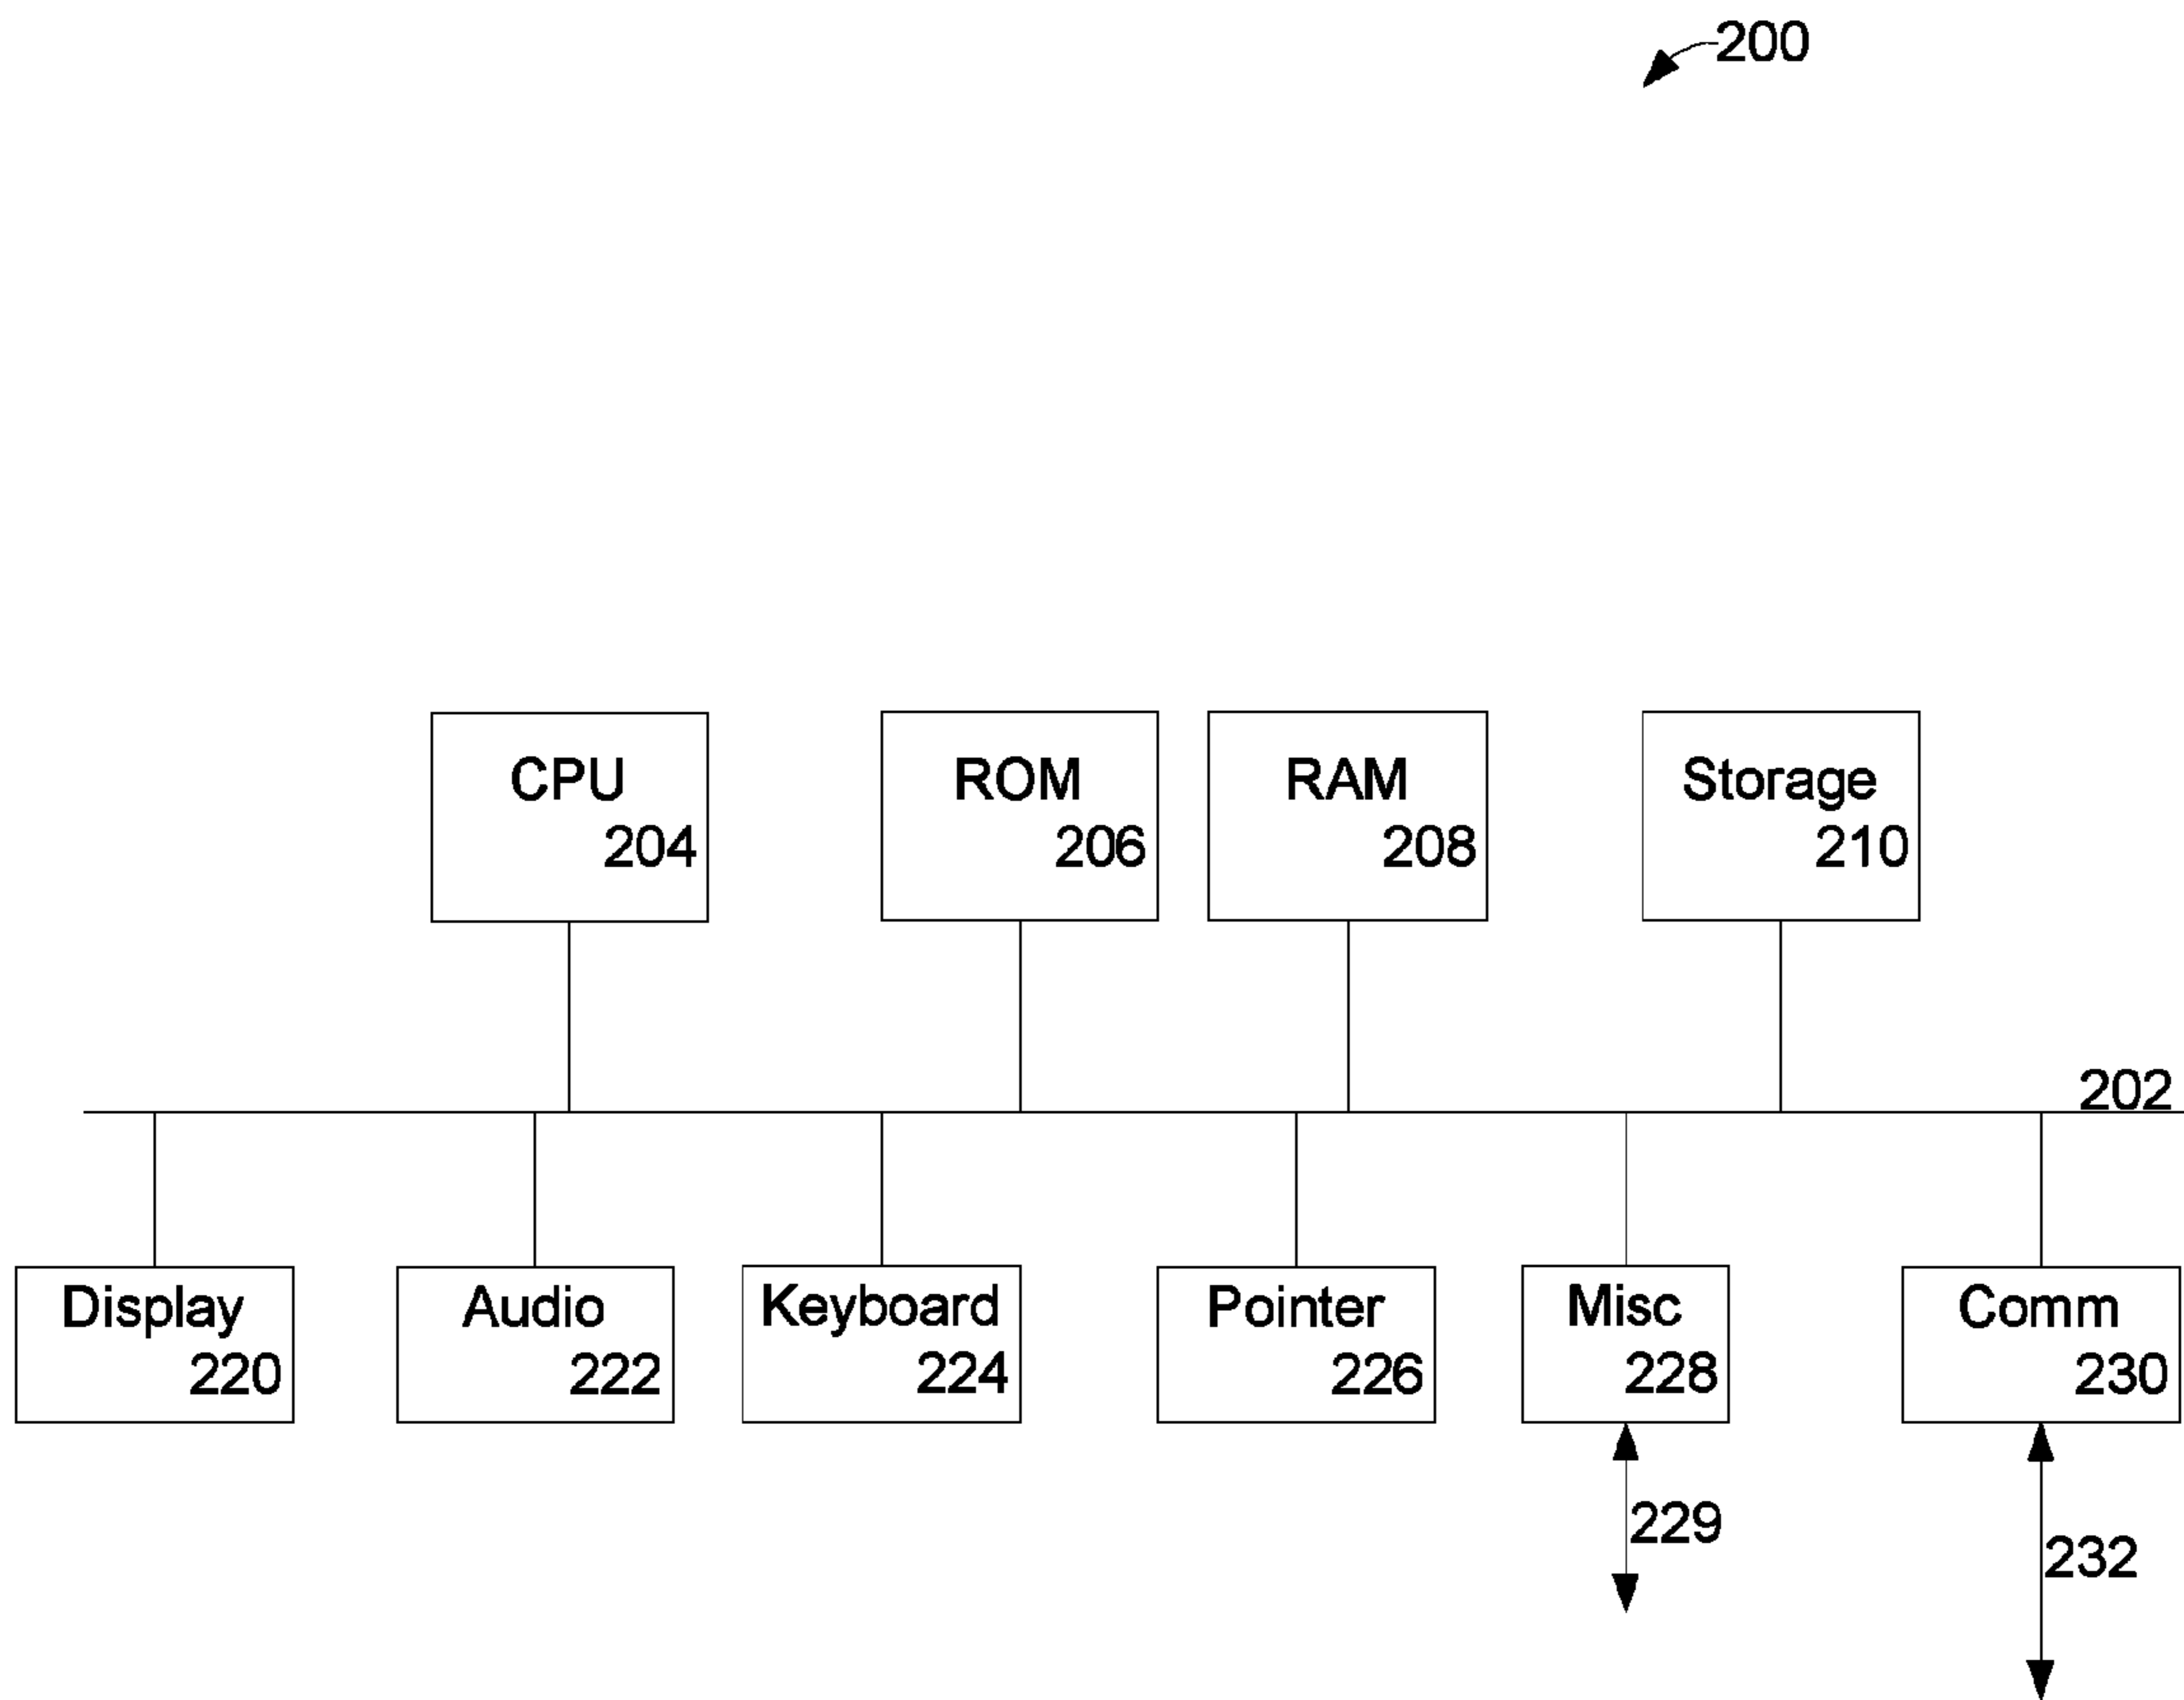 200
CPU
204
ROM
206
RAM
208
Storage
210
202
Display
220
Audio
222
Keyboard
224
Pointer
226
Misc
228
Comm
230
229
232